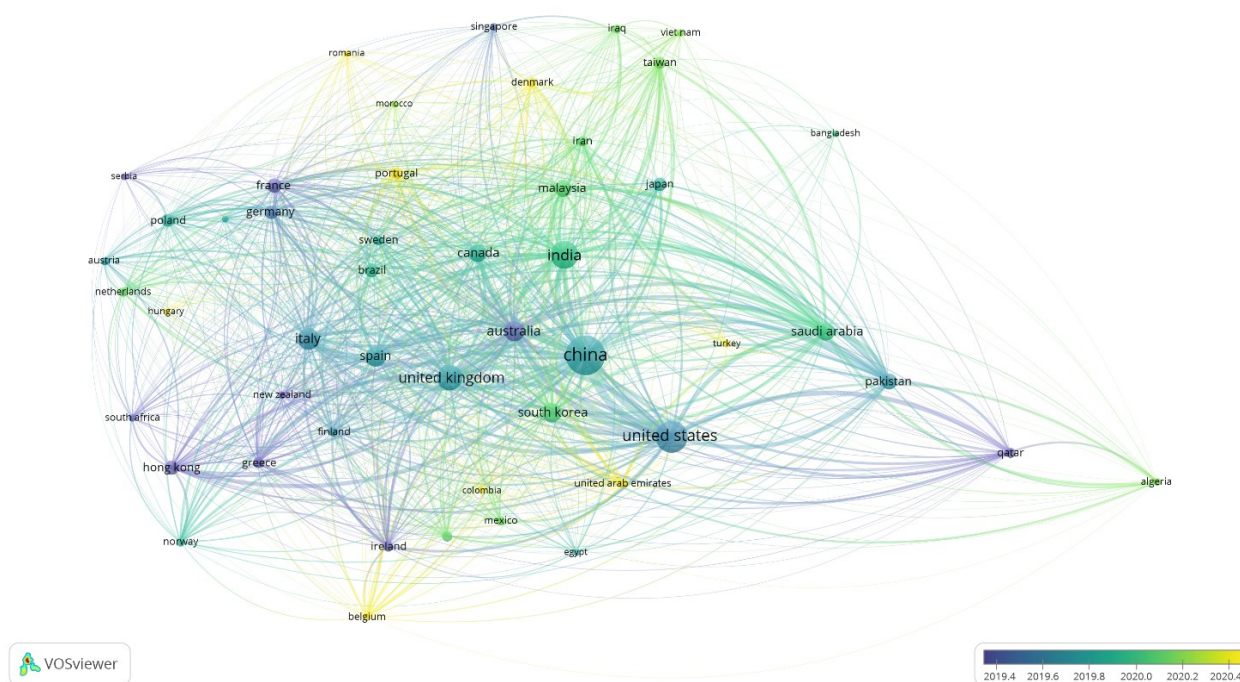 singapore
iraq
viet nam
romania
taiwan
denmark
morocco
bangladesh
iran
portugal
serbia
france
malaysia
japan
germany
poland
sweden
canada
india
austria
brazil
netherlands
hungary
australia
saudi arabia
italy
turkey
spain
china
united kingdom
pakistan
new zealand
south korea
south africa
finland
united states
qatar
hong kong
greece
united arab emirates
algeria
colombia
mexico
norway
ireland
egypt
belgium
VOSviewer
2019.4 2019.6 2019.8 2020.0 2020.2 2020.4